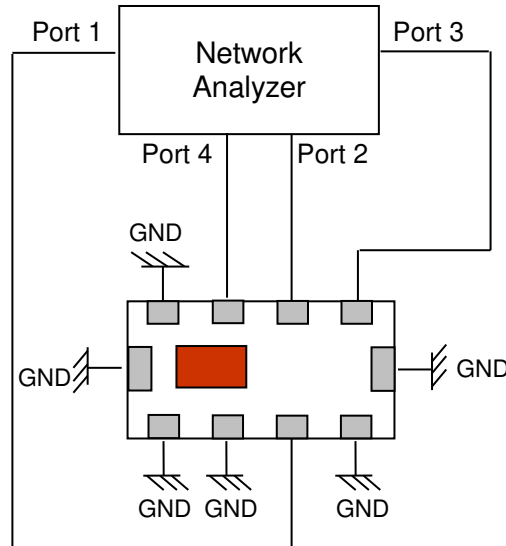 Port 1
Network
Analyzer
Port 3
Port 4
Port 2
GND
GND
GND
GND
GND
GND